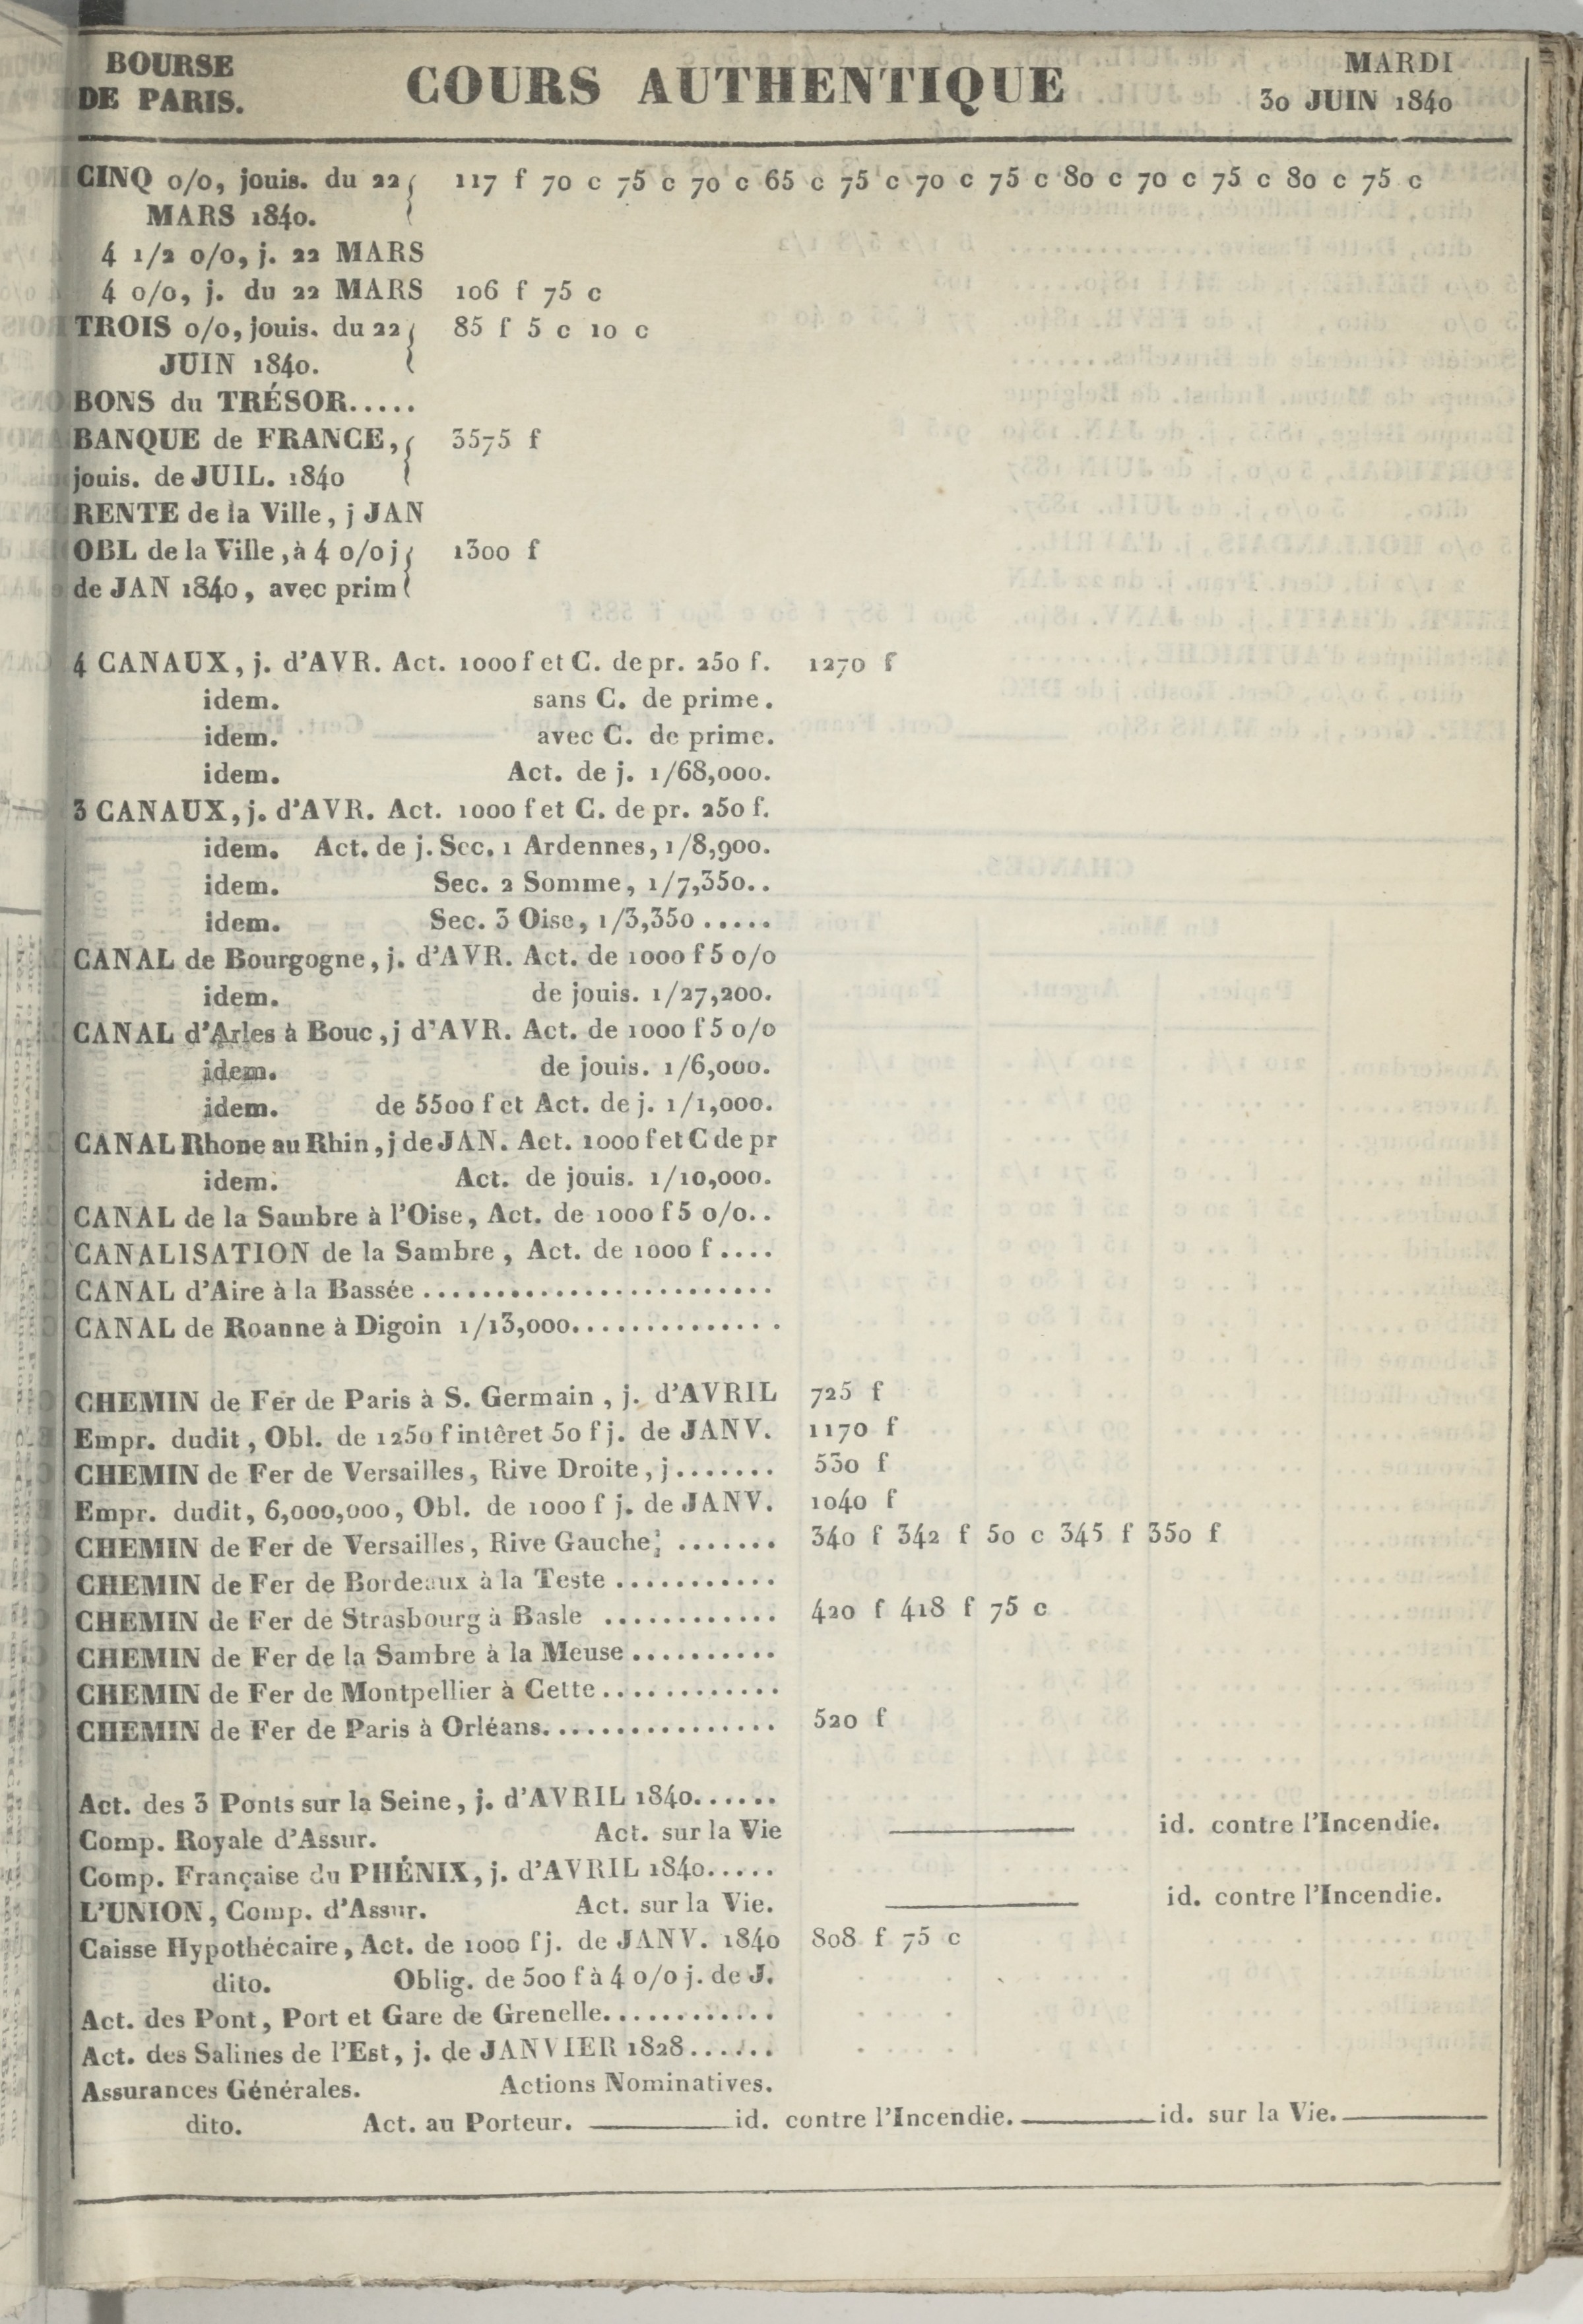 BOURSE
DE PARIS.
COURS AUTHENTIQUE
MARDI
30 JUIN 1840
CINQ 0/0, jouis. du 22 { 117 f 70 c 75 c 70 c 65 c 75 c 70 c 75 c 80 c 70 c 75 c 80 c 75 c
MARS 1840.
4 1/2 0/0, j. 22 MARS
4 0/0, j. du 22 MARS 106 f 75 c
TROIS 0/0, jouis. du 22 { 85 f 5 c 10 c
JUIN 1840.
BONS du TRÉSOR.....
BANQUE de FRANCE, { 3575 f
jouis. de JUIL. 1840
RENTE de la Ville, j JAN
OBL de la Ville, à 4 0/0 j { 1300 f
de JAN 1840, avec prim
4 CANAUX, j. d'AVR. Act. 1000 f et C. de pr. 250 f. 1270 f
idem. sans C. de prime.
idem. avec C. de prime.
idem. Act. de j. 1/68,000.
3 CANAUX, j. d'AVR. Act. 1000 f et C. de pr. 250 f.
idem. Act. de j. Sec. 1 Ardennes, 1/8,900.
idem. Sec. 2 Somme, 1/7,350..
idem. Sec. 3 Oise, 1/3,350.....
CANAL de Bourgogne, j. d'AVR. Act. de 1000 f 5 0/0
idem. de jouis. 1/27,200.
CANAL d'Arles à Bouc, j d'AVR. Act. de 1000 f 5 0/0
idem. de jouis. 1/6,000.
idem. de 5500 f et Act. de j. 1/1,000.
CANAL Rhone au Rhin, j de JAN. Act. 1000 f et C de pr
idem. Act. de jouis. 1/10,000.
CANAL de la Sambre à l'Oise, Act. de 1000 f 5 0/0..
CANALISATION de la Sambre, Act. de 1000 f....
CANAL d'Aire à la Bassée........................
CANAL de Roanne à Digoin 1/13,000..............
CHEMIN de Fer de Paris à S. Germain, j. d'AVRIL 725 f
Empr. dudit, Obl. de 1250 f intêret 50 f j. de JANV. 1170 f
CHEMIN de Fer de Versailles, Rive Droite, j....... 530 f
Empr. dudit, 6,000,000, Obl. de 1000 f j. de JANV. 1040 f
CHEMIN de Fer de Versailles, Rive Gauche; ....... 340 f 342 f 50 c 345 f 350 f
CHEMIN de Fer de Bordeaux à la Teste...........
CHEMIN de Fer de Strasbourg à Basle ............ 420 f 418 f 75 c
CHEMIN de Fer de la Sambre à la Meuse..........
CHEMIN de Fer de Montpellier à Cette............
CHEMIN de Fer de Paris à Orléans................ 520 f
Act. des 3 Ponts sur la Seine, j. d'AVRIL 1840......
Comp. Royale d'Assur. Act. sur la Vie id. contre l'Incendie.
Comp. Française du PHÉNIX, j. d'AVRIL 1840.....
L'UNION, Comp. d'Assur. Act. sur la Vie. id. contre l'Incendie.
Caisse Hypothécaire, Act. de 1000 f j. de JANV. 1840 808 f 75 c
dito. Oblig. de 500 f à 4 0/0 j. de J.
Act. des Pont, Port et Gare de Grenelle............
Act. des Salines de l'Est, j. de JANVIER 1828......
Assurances Générales. Actions Nominatives.
dito. Act. au Porteur. id. contre l'Incendie. id. sur la Vie.